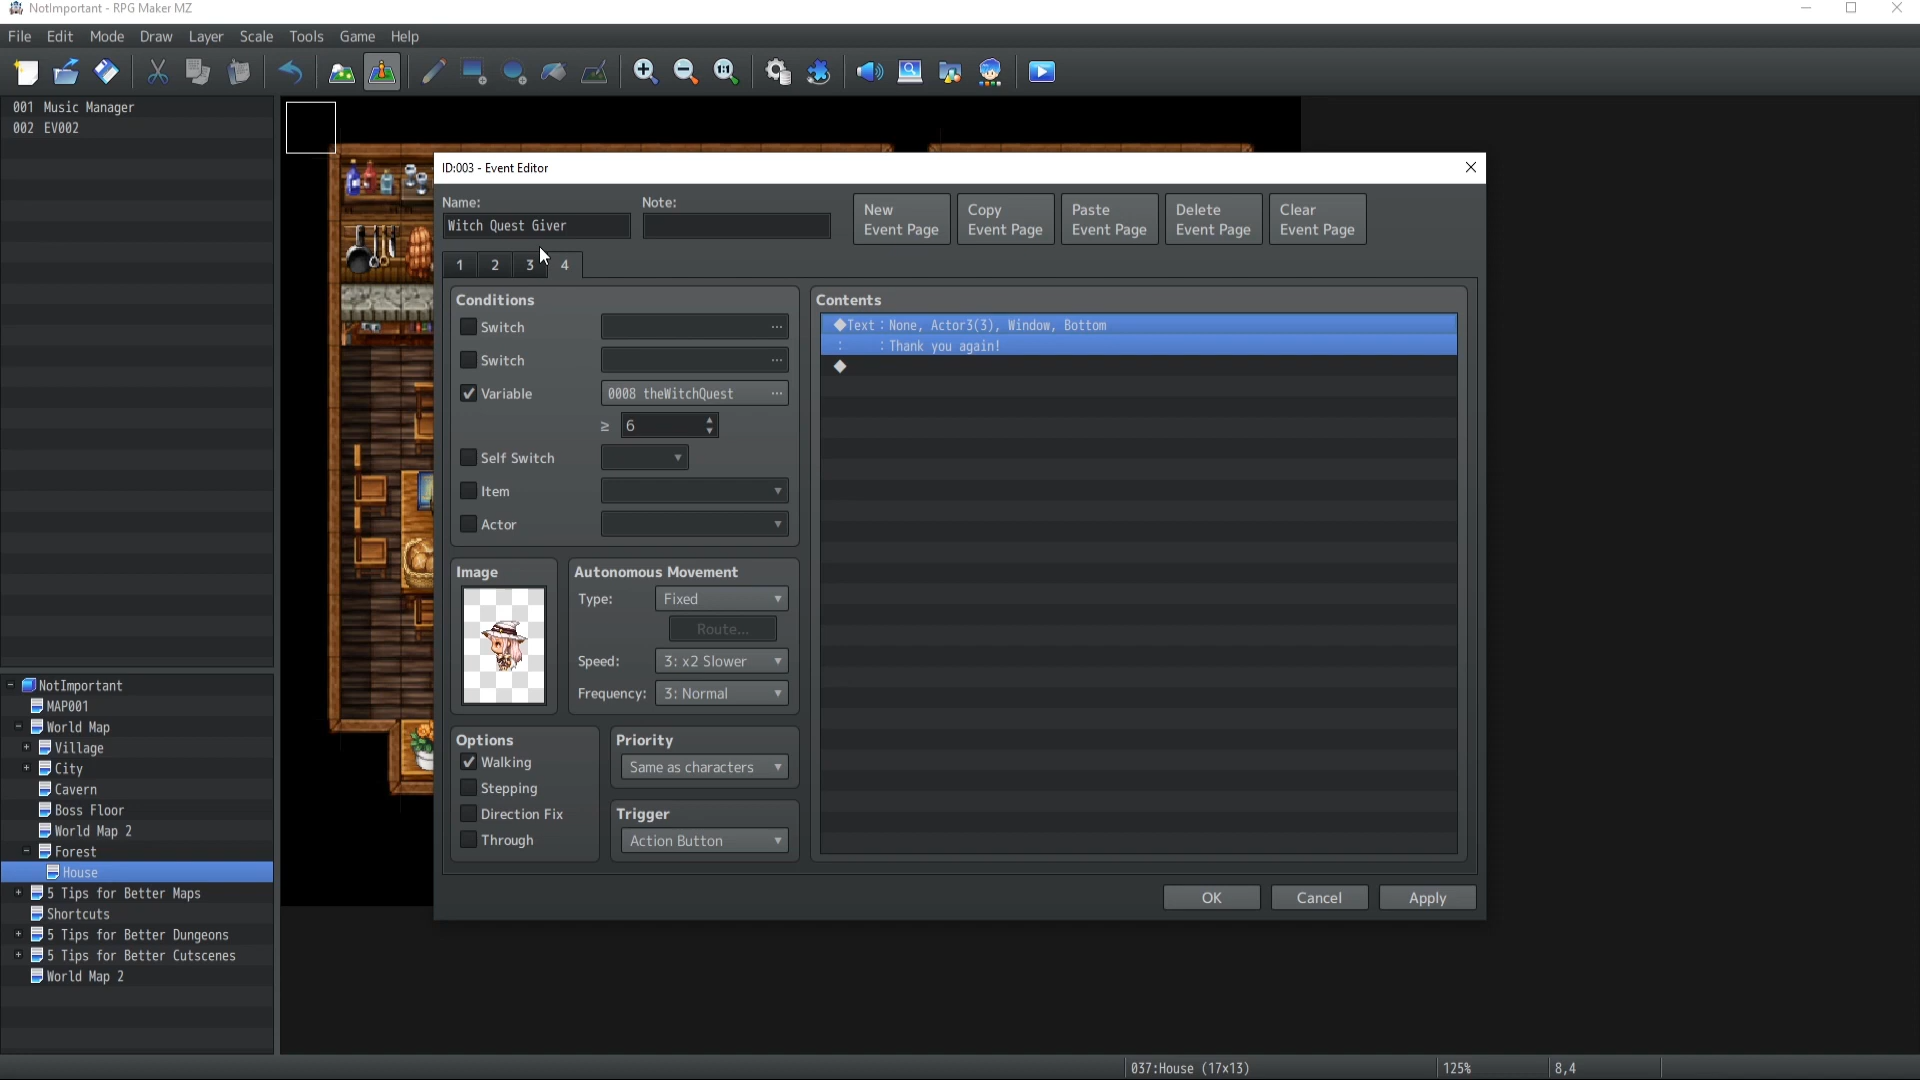 NotImportant - RPG Maker MZ
File Edit Mode Draw Layer Scale Tools Game Help
1:1
001 Music Manager
002 EV002
ID:003 - Event Editor
Name:
Witch Quest Giver
Note:
New Event Page
Copy Event Page
Paste Event Page
Delete Event Page
Clear Event Page
1 2 3 4
Conditions
Switch ...
Switch ...
Variable 0008 theWitchQuest ...
≥ 6
Self Switch
Item
Actor
Image
Autonomous Movement
Type: Fixed
Route...
Speed: 3: x2 Slower
Frequency: 3: Normal
Options
Walking
Stepping
Direction Fix
Through
Priority
Same as characters
Trigger
Action Button
Contents
◆Text : None, Actor3(3), Window, Bottom
: : Thank you again!
◆
OK Cancel Apply
NotImportant
MAP001
World Map
Village
City
Cavern
Boss Floor
World Map 2
Forest
House
5 Tips for Better Maps
Shortcuts
5 Tips for Better Dungeons
5 Tips for Better Cutscenes
World Map 2
037:House (17x13) 125% 8,4